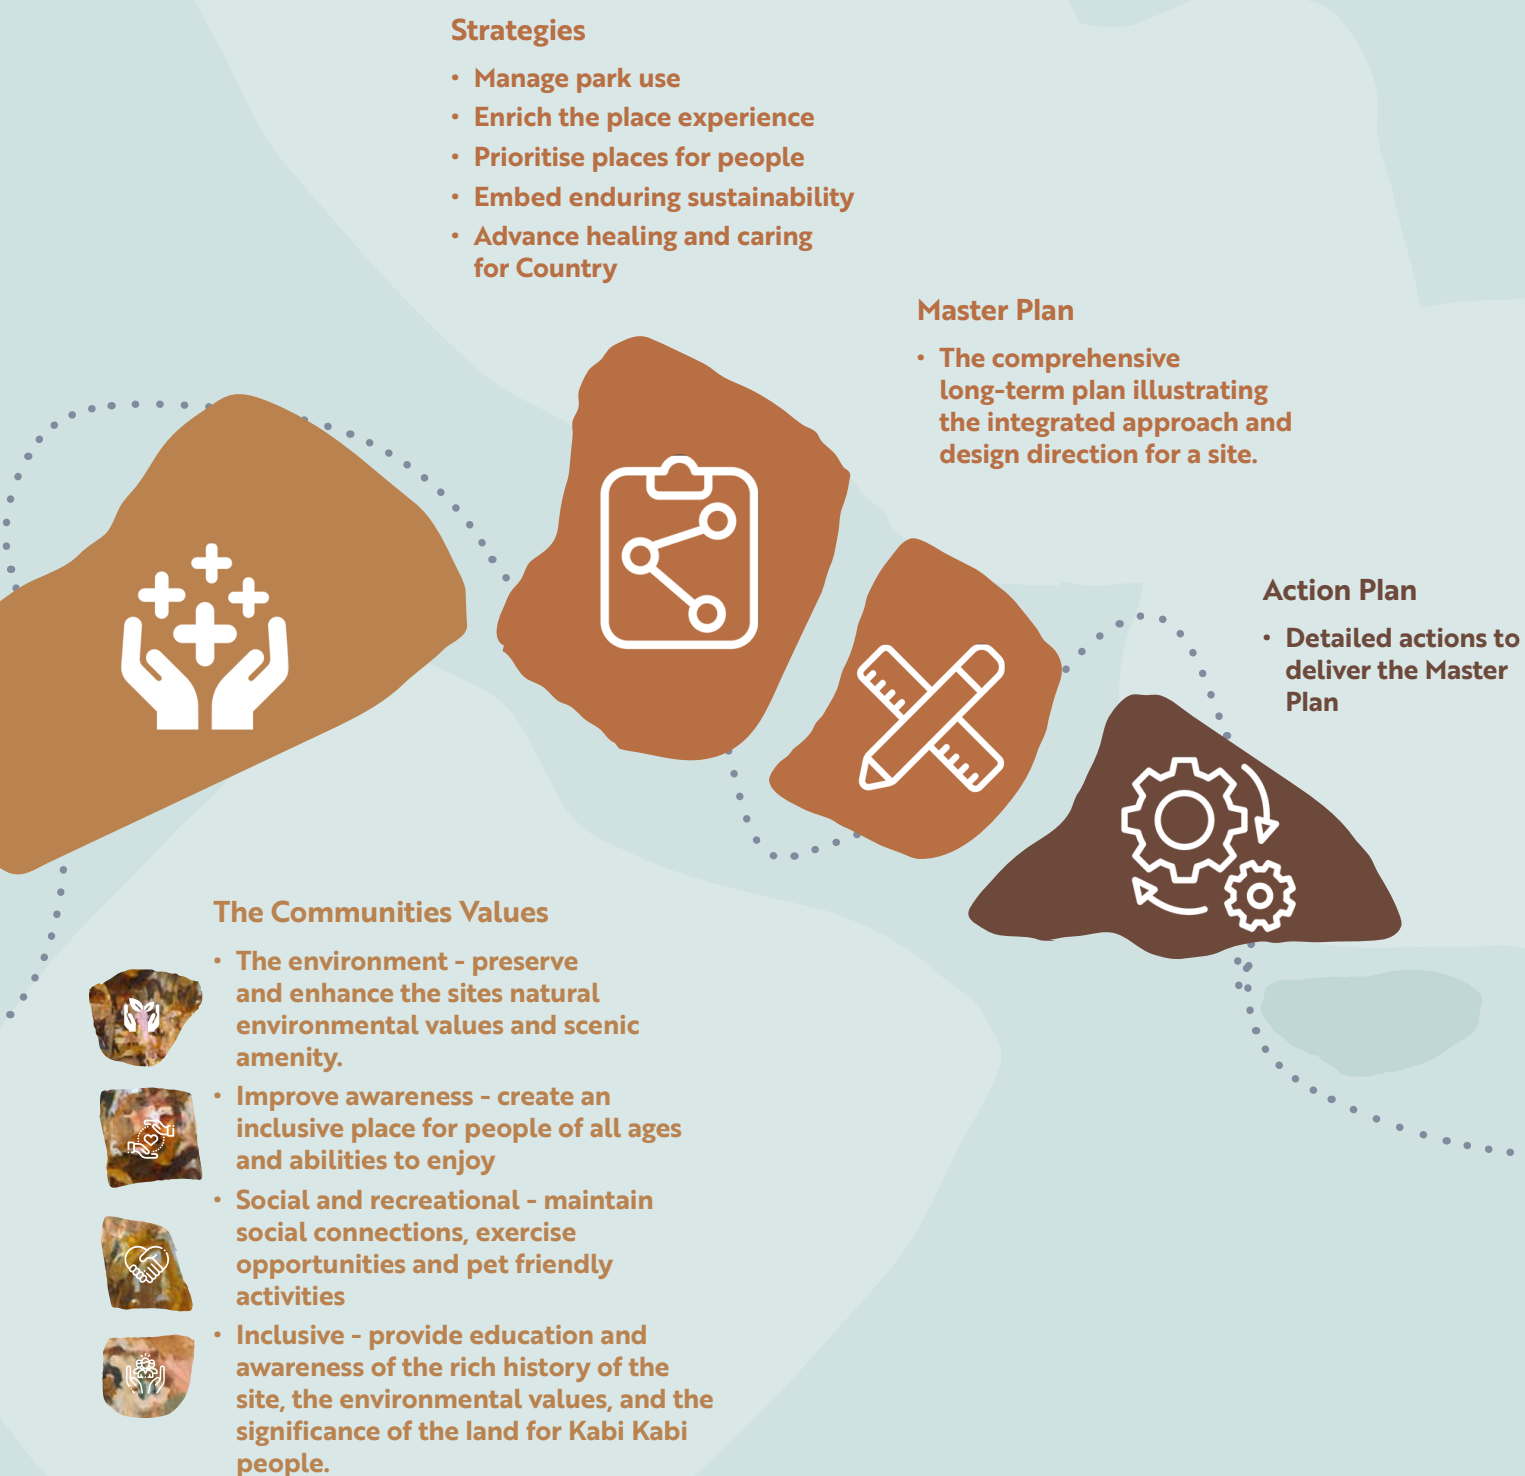 Strategies
• Manage park use
• Enrich the place experience
• Prioritise places for people
• Embed enduring sustainability
• Advance healing and caring
for Country
Master Plan
• The comprehensive
long-term plan illustrating
the integrated approach and
design direction for a site.
Action Plan
• Detailed actions to
deliver the Master
Plan
The Communities Values
• The environment - preserve
and enhance the sites natural
environmental values and scenic
amenity.
• Improve awareness - create an
inclusive place for people of all ages
and abilities to enjoy
• Social and recreational - maintain
social connections, exercise
opportunities and pet friendly
activities
• Inclusive - provide education and
awareness of the rich history of the
site, the environmental values, and the
significance of the land for Kabi Kabi
people.